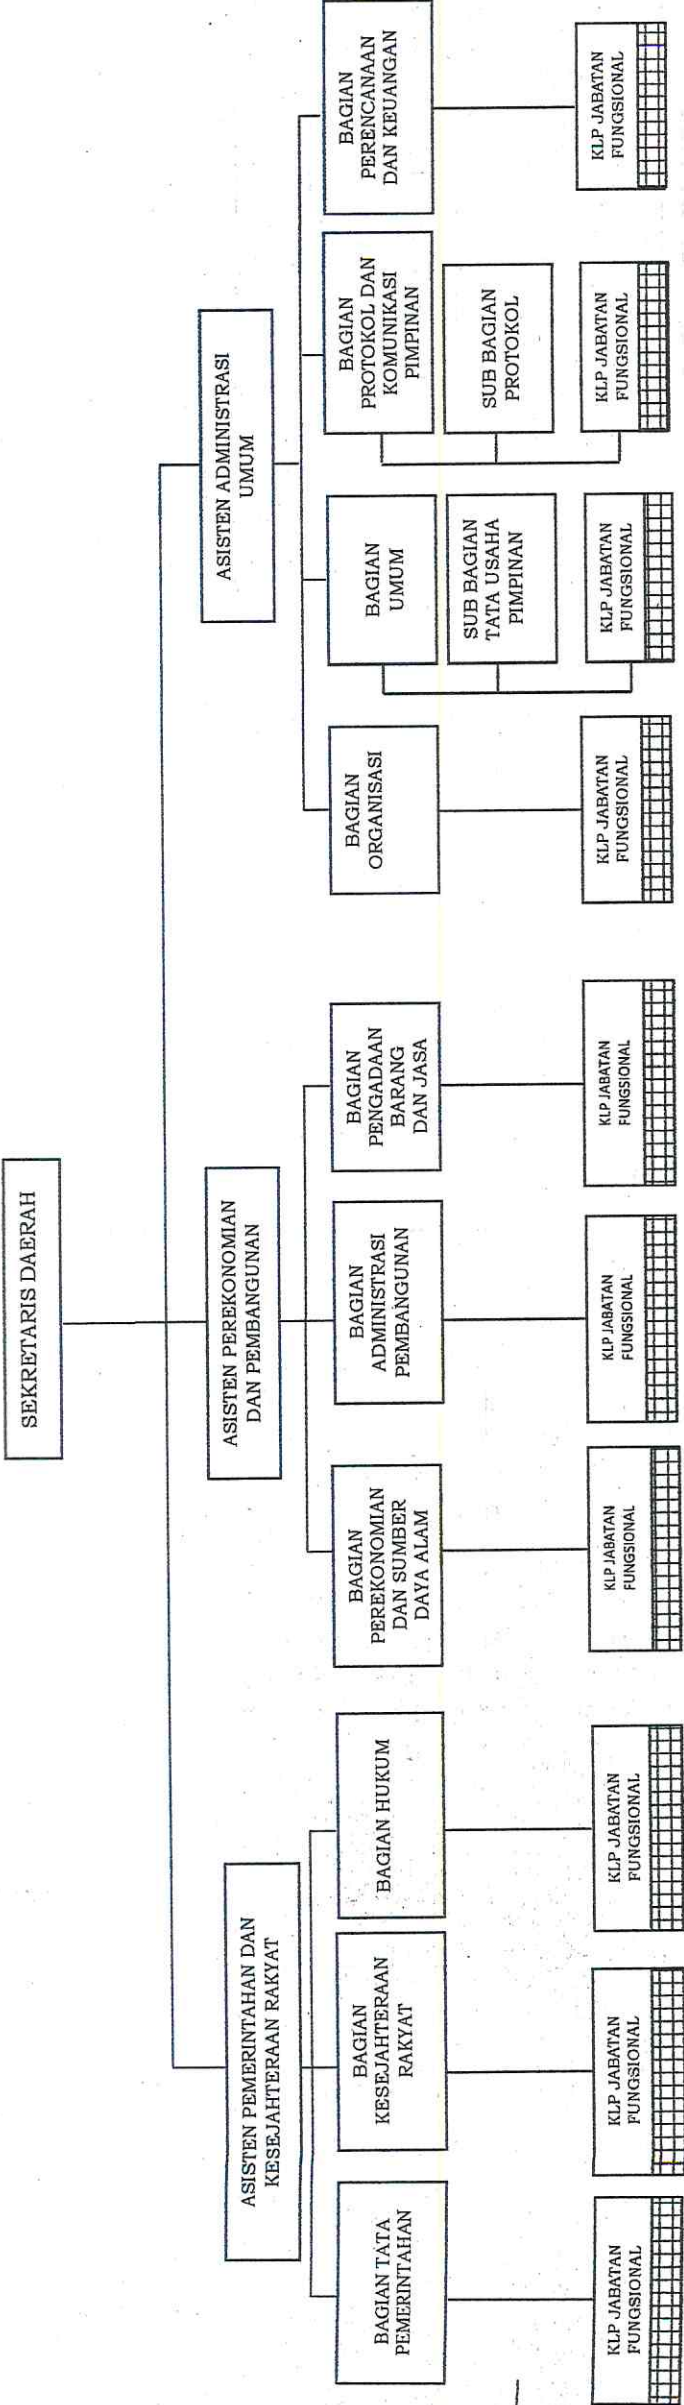 SEKRETARIS DAERAH
ASISTEN PEMERINTAHAN DAN
KESEJAHTERAAN RAKYAT
ASISTEN PEREKONOMIAN
DAN PEMBANGUNAN
ASISTEN ADMINISTRASI
UMUM
BAGIAN TATA
PEMERINTAHAN
BAGIAN
KESEJAHTERAAN
RAKYAT
BAGIAN HUKUM
BAGIAN
PEREKONOMIAN
DAN SUMBER
DAYA ALAM
BAGIAN
ADMINISTRASI
PEMBANGUNAN
BAGIAN
PENGADAAN
BARANG
DAN JASA
BAGIAN
ORGANISASI
BAGIAN
UMUM
BAGIAN
PROTOKOL DAN
KOMUNIKASI
PIMPINAN
BAGIAN
PERENCANAAN
DAN KEUANGAN
SUB BAGIAN
TATA USAHA
PIMPINAN
SUB BAGIAN
PROTOKOL
KLP JABATAN
FUNGSIONAL
KLP JABATAN
FUNGSIONAL
KLP JABATAN
FUNGSIONAL
KLP JABATAN
FUNGSIONAL
KLP JABATAN
FUNGSIONAL
KLP JABATAN
FUNGSIONAL
KLP JABATAN
FUNGSIONAL
KLP JABATAN
FUNGSIONAL
KLP JABATAN
FUNGSIONAL
KLP JABATAN
FUNGSIONAL